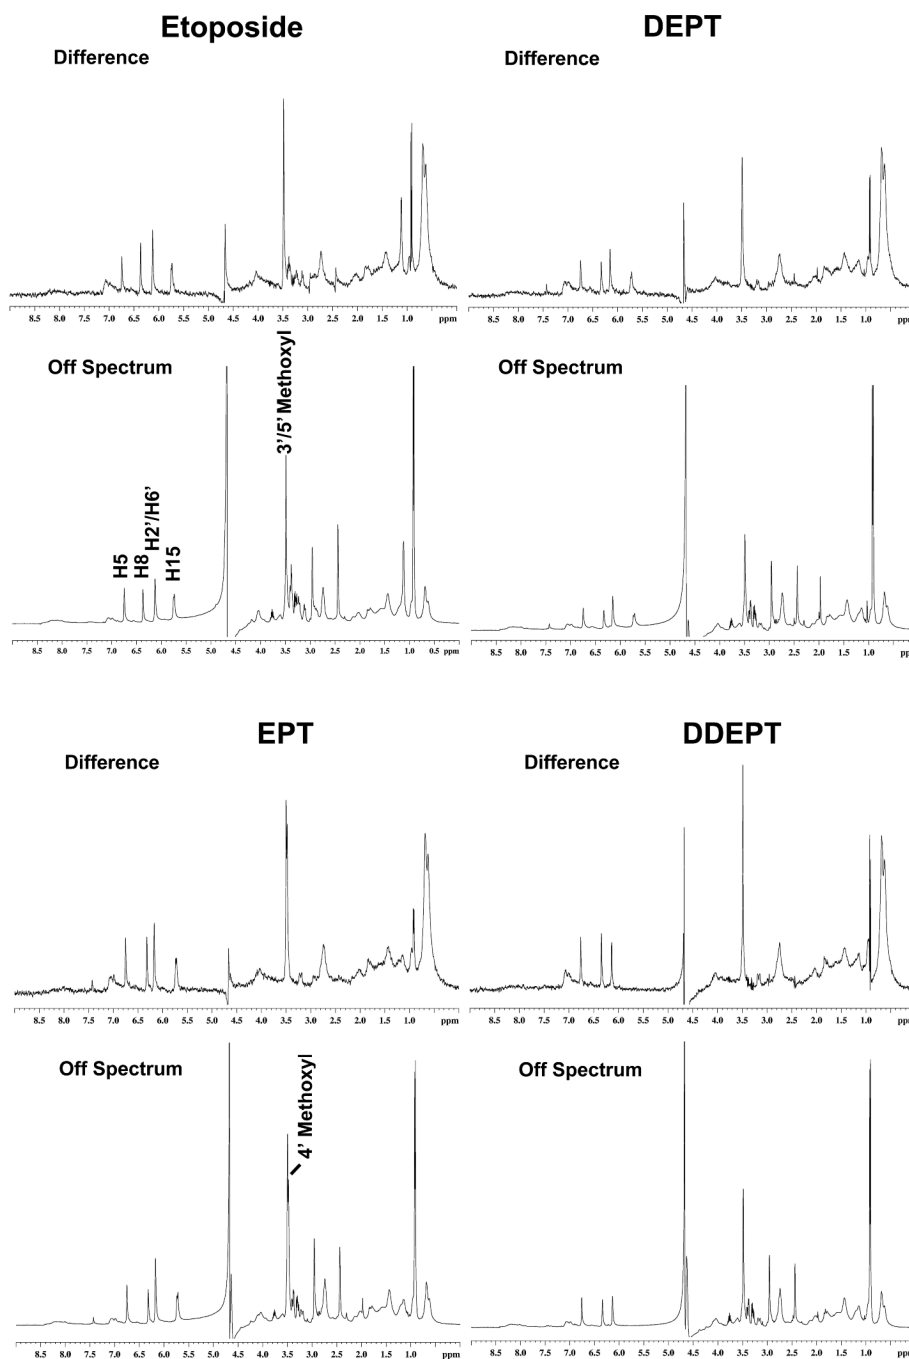 Etoposide
Difference
8.5 8.0 7.5 7.0 6.5 6.0 5.5 5.0 4.5 4.0 3.5 3.0 2.5 2.0 1.5 1.0 ppm
DEPT
Difference
8.5 8.0 7.5 7.0 6.5 6.0 5.5 5.0 4.5 4.0 3.5 3.0 2.5 2.0 1.5 1.0
Off Spectrum
H5
H8
H2'/H6'
H15
3'/5' Methoxyl
8.5 8.0 7.5 7.0 6.5 6.0 5.5 5.0 4.5 4.0 3.5 3.0 2.5 2.0 1.5 1.0 0.5 ppm
Off Spectrum
8.5 8.0 7.5 7.0 6.5 6.0 5.5 5.0 4.5 4.0 3.5 3.0 2.5 2.0 1.5 1.0
EPT
Difference
8.5 8.0 7.5 7.0 6.5 6.0 5.5 5.0 4.5 4.0 3.5 3.0 2.5 2.0 1.5 1.0 ppm
DDEPT
Difference
8.5 8.0 7.5 7.0 6.5 6.0 5.5 5.0 4.5 4.0 3.5 3.0 2.5 2.0 1.5 1.0
Off Spectrum
4' Methoxyl
8.5 8.0 7.5 7.0 6.5 6.0 5.5 5.0 4.5 4.0 3.5 3.0 2.5 2.0 1.5 1.0 ppm
Off Spectrum
8.5 8.0 7.5 7.0 6.5 6.0 5.5 5.0 4.5 4.0 3.5 3.0 2.5 2.0 1.5 1.0